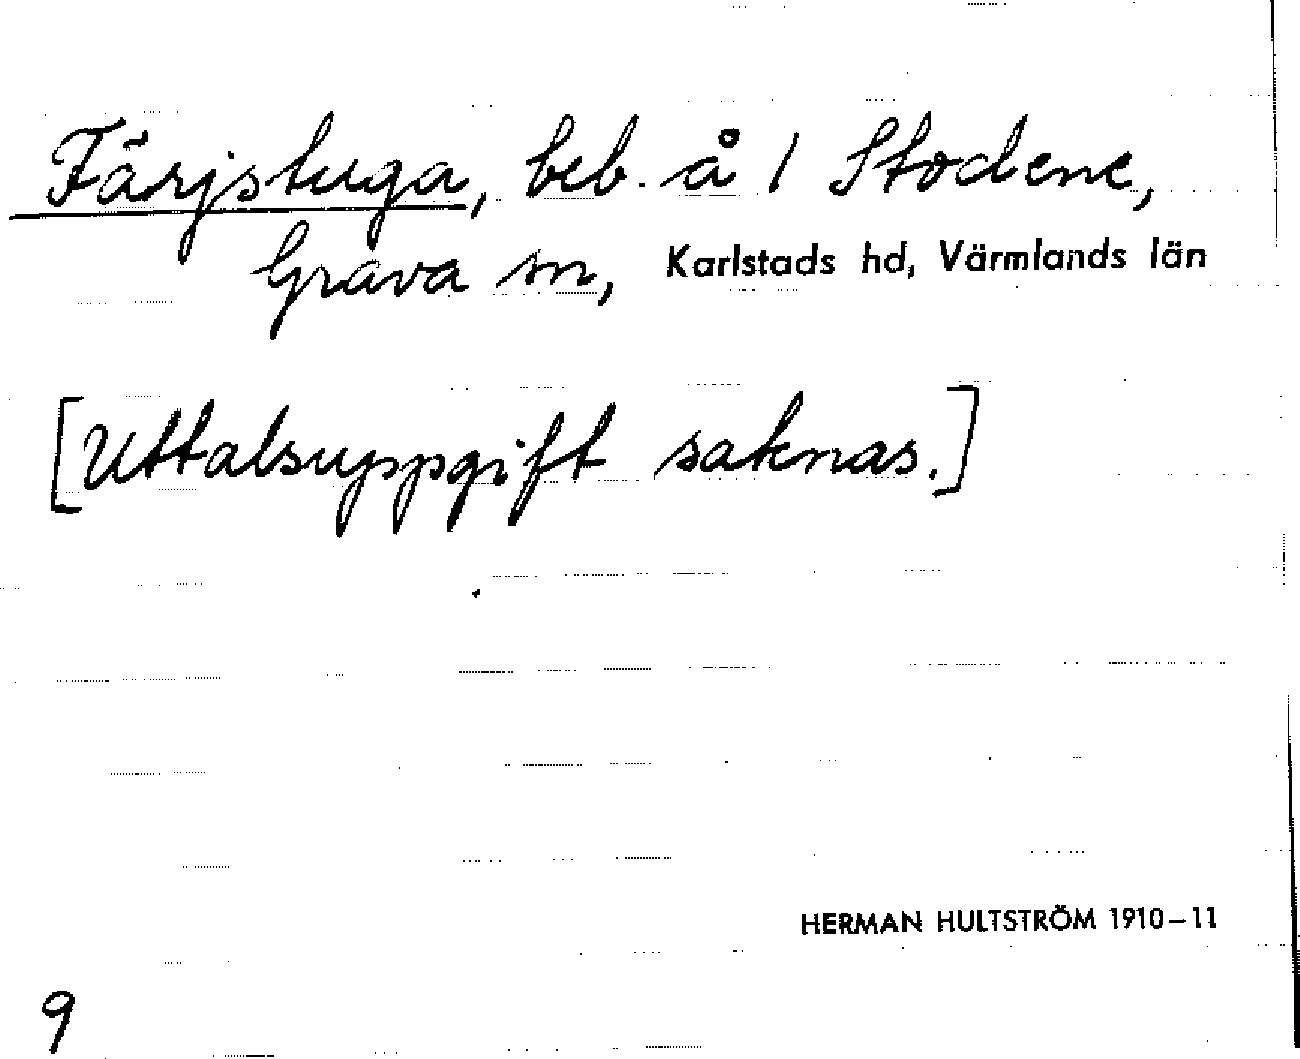 Färjstuga, beb. å 1 Stodene,
Grava sn, Karlstads hd, Värmlands län
[Uttalsuppgift saknas.]
HERMAN HULTSTRÖM 1910–11
9